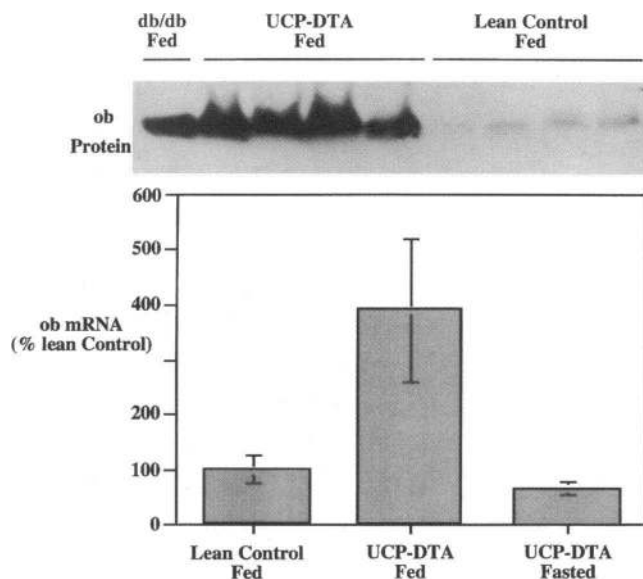 db/db UCP-DTA Lean Control
Fed Fed Fed
ob
Protein
600
500
400
ob mRNA
(% lean Control)
200
100
0
Lean Control UCP-DTA UCP-DTA
Fed Fed Fasted